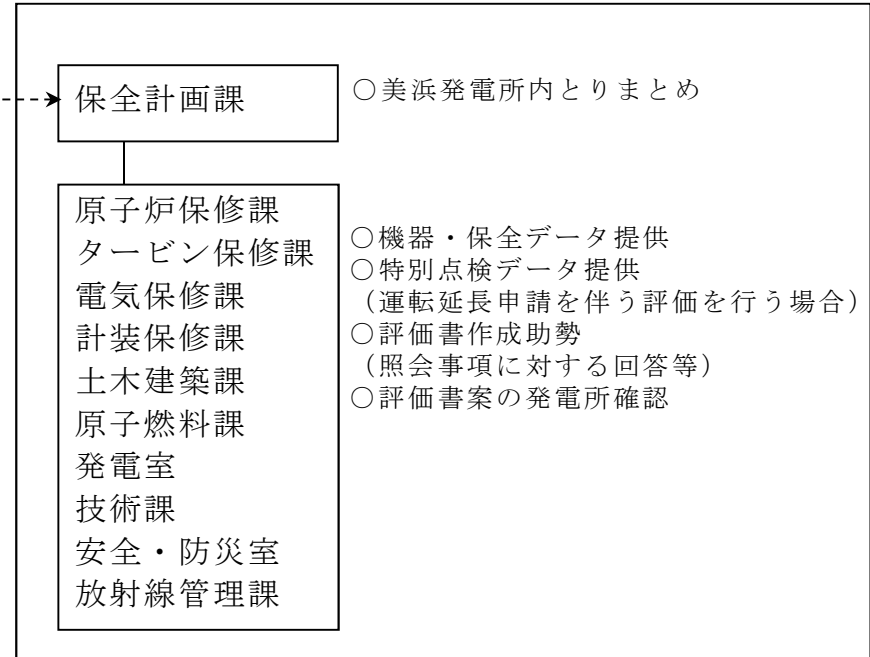 保全計画課
○美浜発電所内とりまとめ
原子炉保修課
タービン保修課
電気保修課
計装保修課
土木建築課
原子燃料課
発電室
技術課
安全・防災室
放射線管理課
○機器・保全データ提供
○特別点検データ提供
（運転延長申請を伴う評価を行う場合）
○評価書作成助勢
（照会事項に対する回答等）
○評価書案の発電所確認